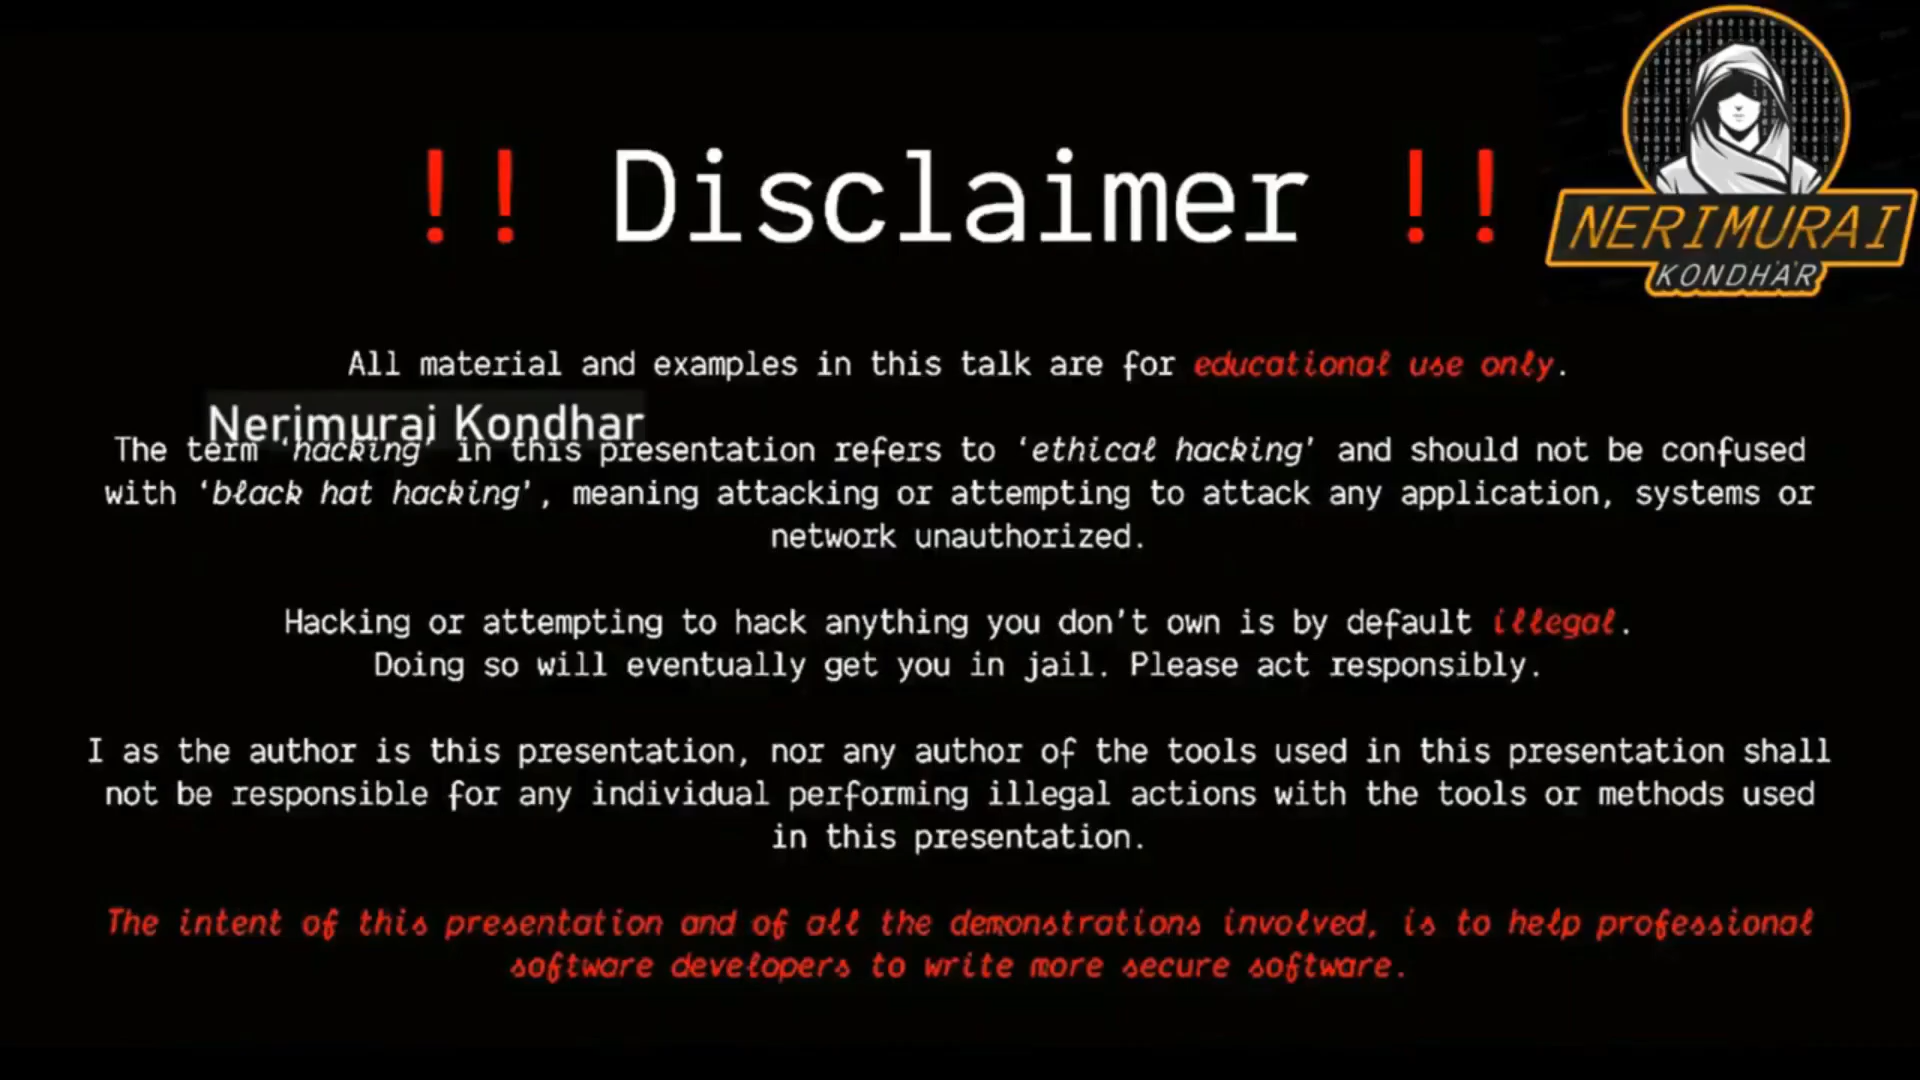 !! Disclaimer !!
NERIMURAI
KONDHAR
All material and examples in this talk are for educational use only.
Nerimurai Kondhar
The term 'hacking' in this presentation refers to 'ethical hacking' and should not be confused
with 'black hat hacking', meaning attacking or attempting to attack any application, systems or
network unauthorized.
Hacking or attempting to hack anything you don't own is by default illegal.
Doing so will eventually get you in jail. Please act responsibly.
I as the author is this presentation, nor any author of the tools used in this presentation shall
not be responsible for any individual performing illegal actions with the tools or methods used
in this presentation.
The intent of this presentation and of all the demonstrations involved, is to help professional
software developers to write more secure software.